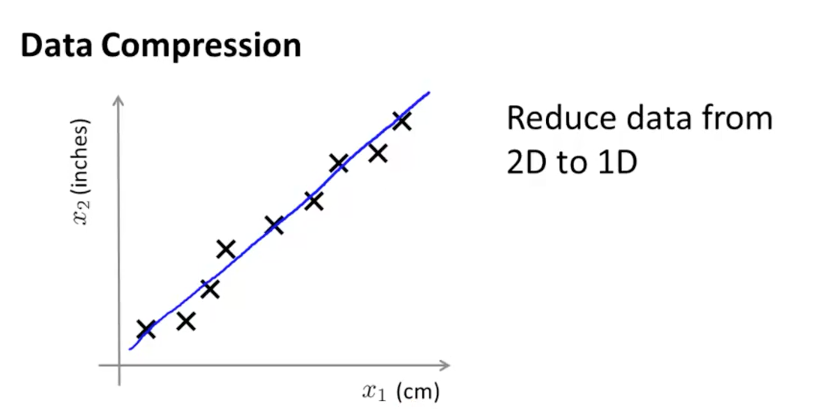 Data Compression
x₂ (inches)
Reduce data from
2D to 1D
x₁ (cm)